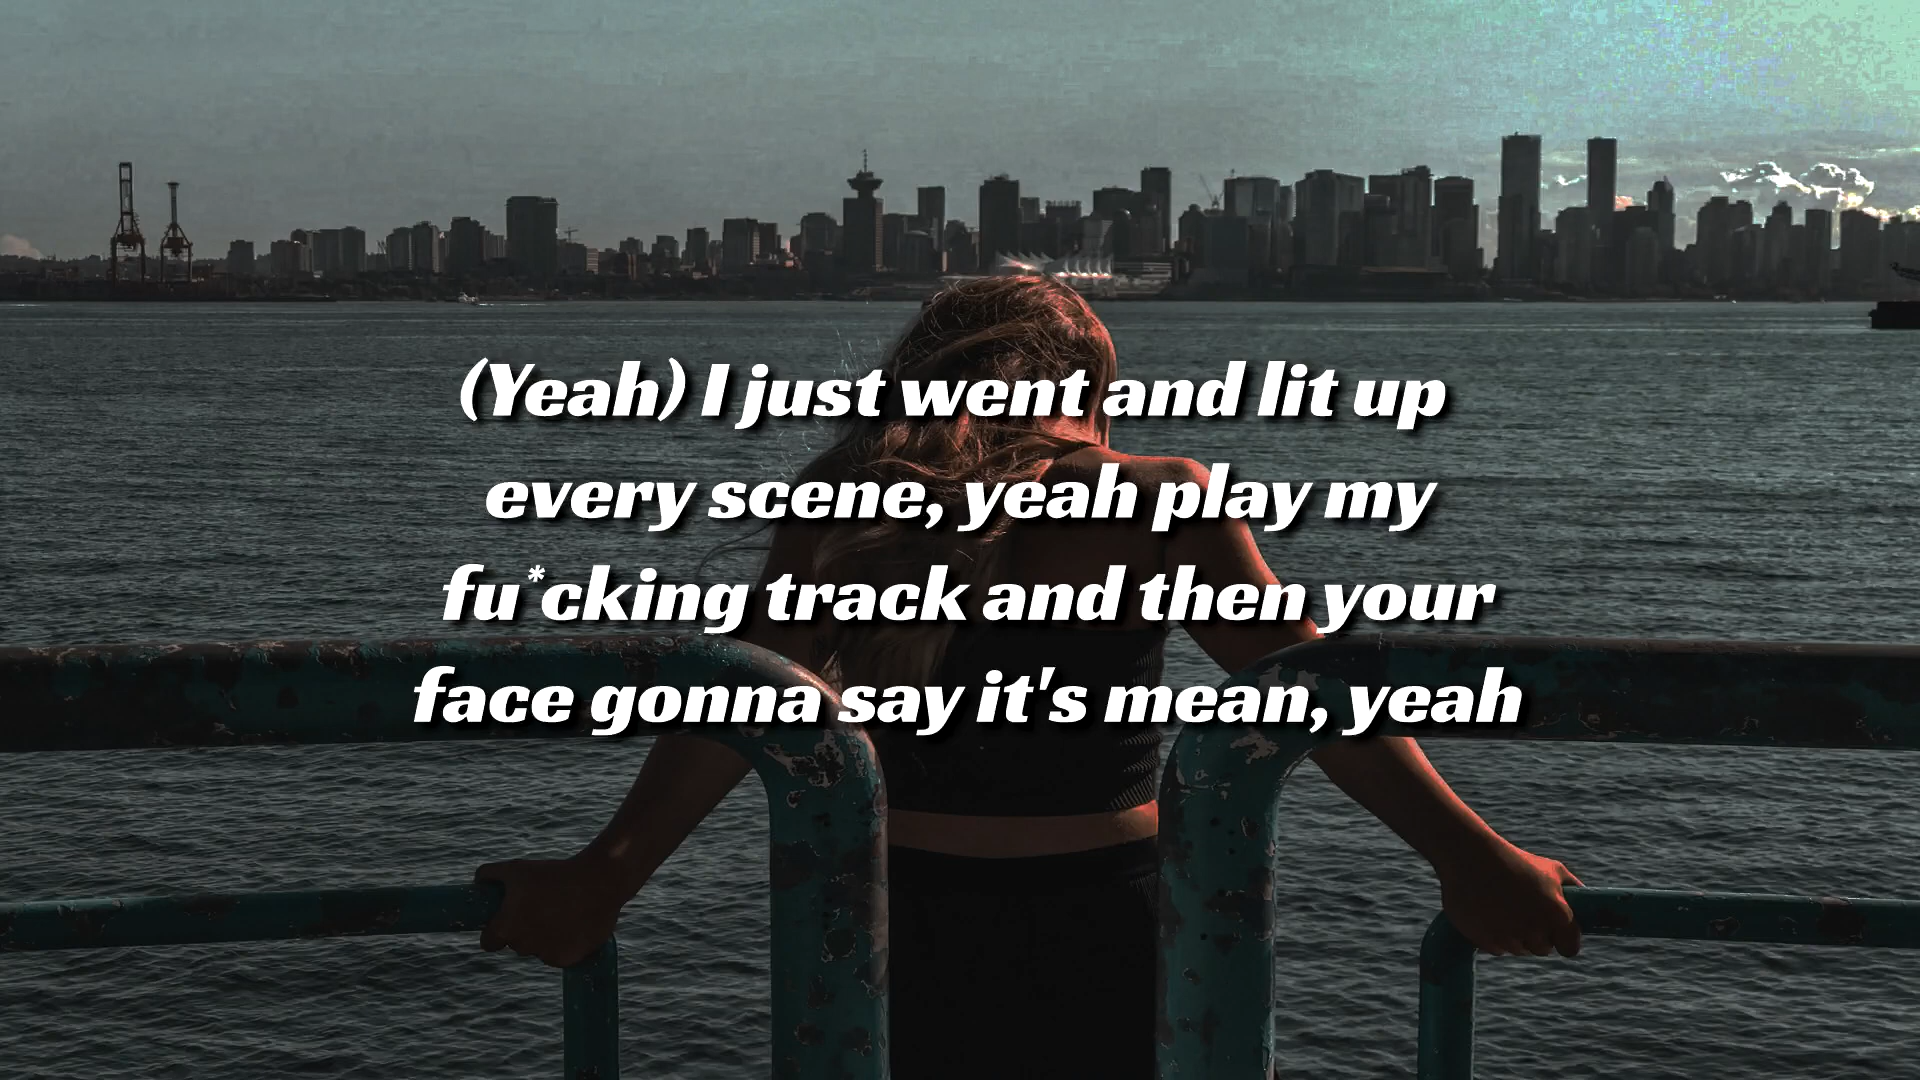 (Yeah) I just went and lit up
every scene, yeah play my
fu*cking track and then your
face gonna say it's mean, yeah